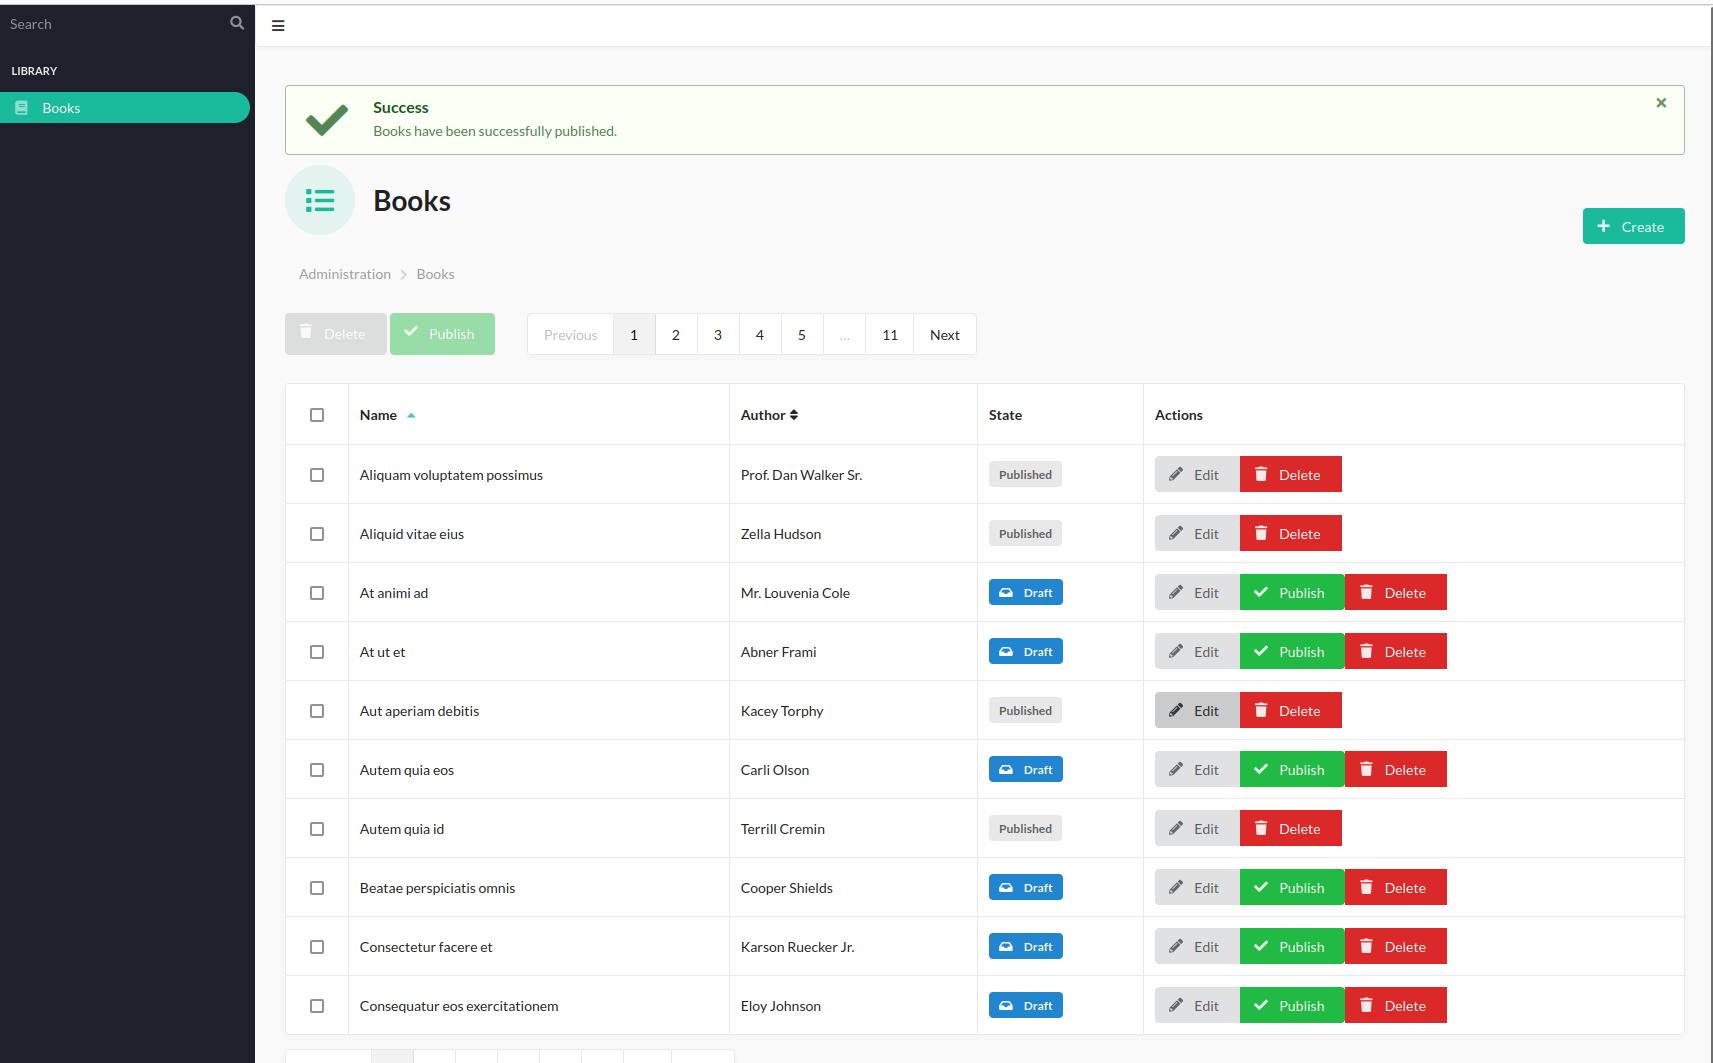 Search
LIBRARY
Books
Success
Books have been successfully published.
Books
Create
Administration Books
Delete Publish Previous 1 2 3 4 5 ... 11 Next
Name Author State Actions
Aliquam voluptatem possimus Prof. Dan Walker Sr. Published Edit Delete
Aliquid vitae eius Zella Hudson Published Edit Delete
At animi ad Mr. Louvenia Cole Draft Edit Publish Delete
At ut et Abner Frami Draft Edit Publish Delete
Aut aperiam debitis Kacey Torphy Published Edit Delete
Autem quia eos Carli Olson Draft Edit Publish Delete
Autem quia id Terrill Cremin Published Edit Delete
Beatae perspiciatis omnis Cooper Shields Draft Edit Publish Delete
Consectetur facere et Karson Ruecker Jr. Draft Edit Publish Delete
Consequatur eos exercitationem Eloy Johnson Draft Edit Publish Delete